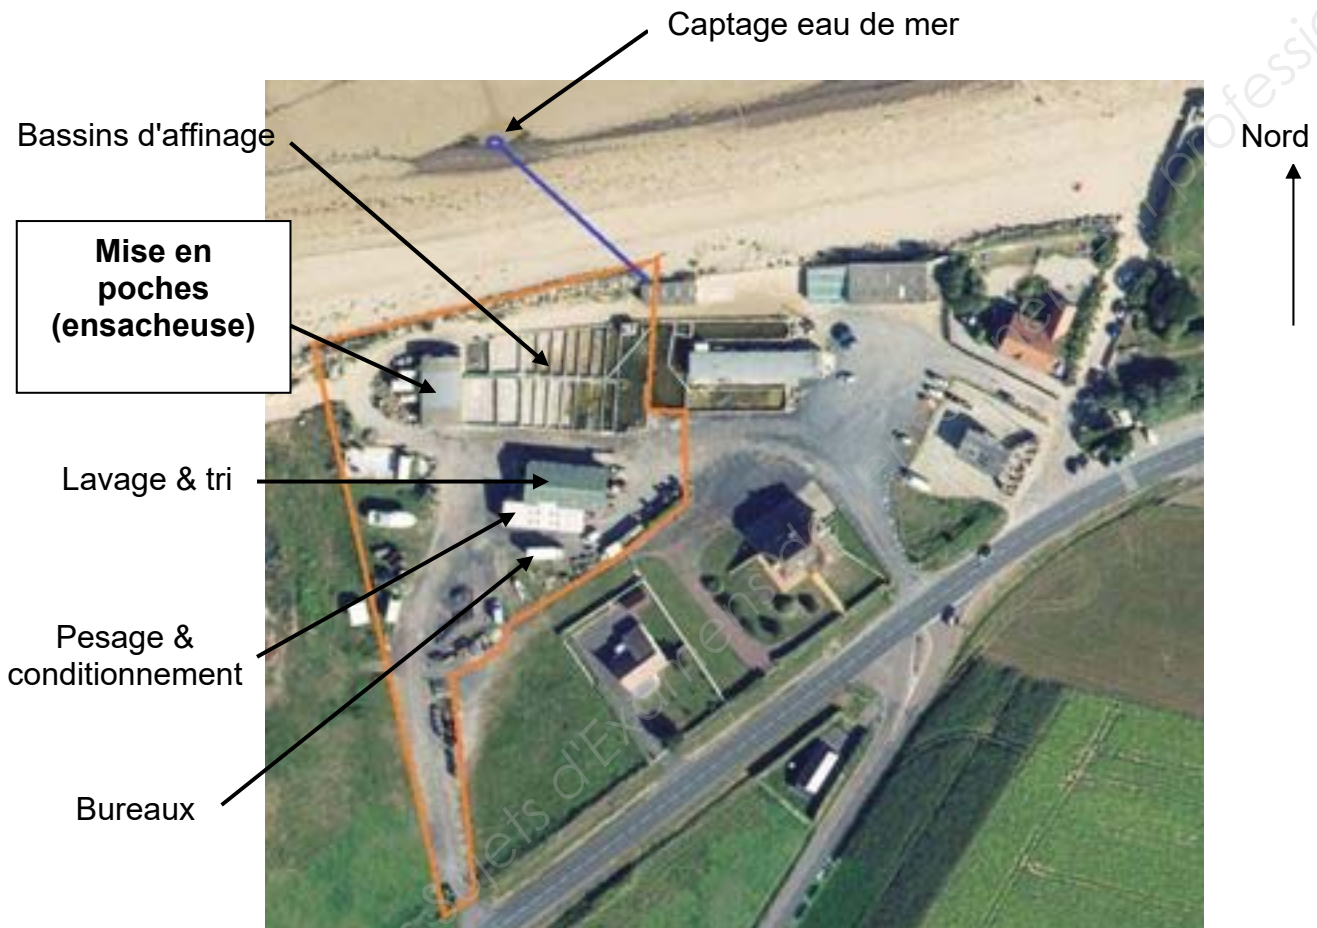 Captage eau de mer
Bassins d'affinage
Nord
Mise en
poches
(ensacheuse)
Lavage & tri
Pesage &
conditionnement
Bureaux